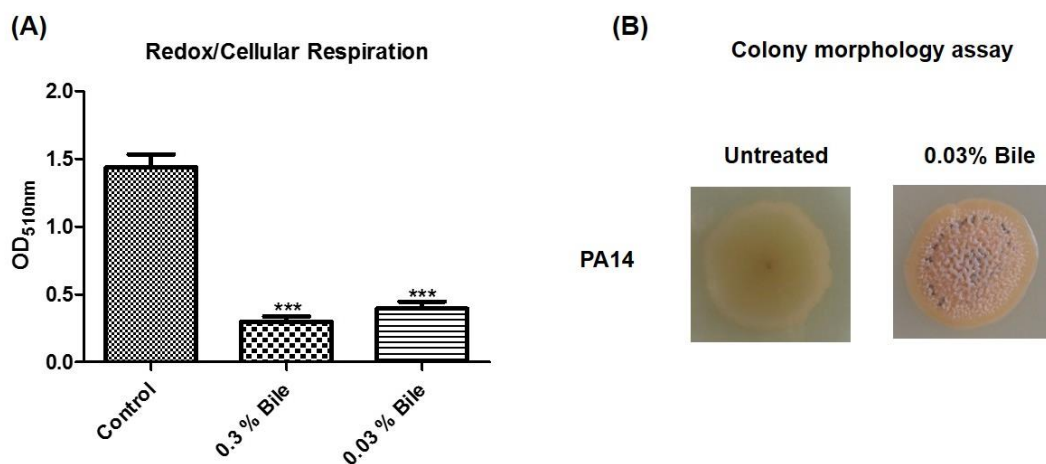 (A)
Redox/Cellular Respiration
2.0
1.5
1.0
0.5
0.0
OD510nm
***
***
Control
0.3 % Bile
0.03 % Bile
(B)
Colony morphology assay
Untreated
0.03% Bile
PA14